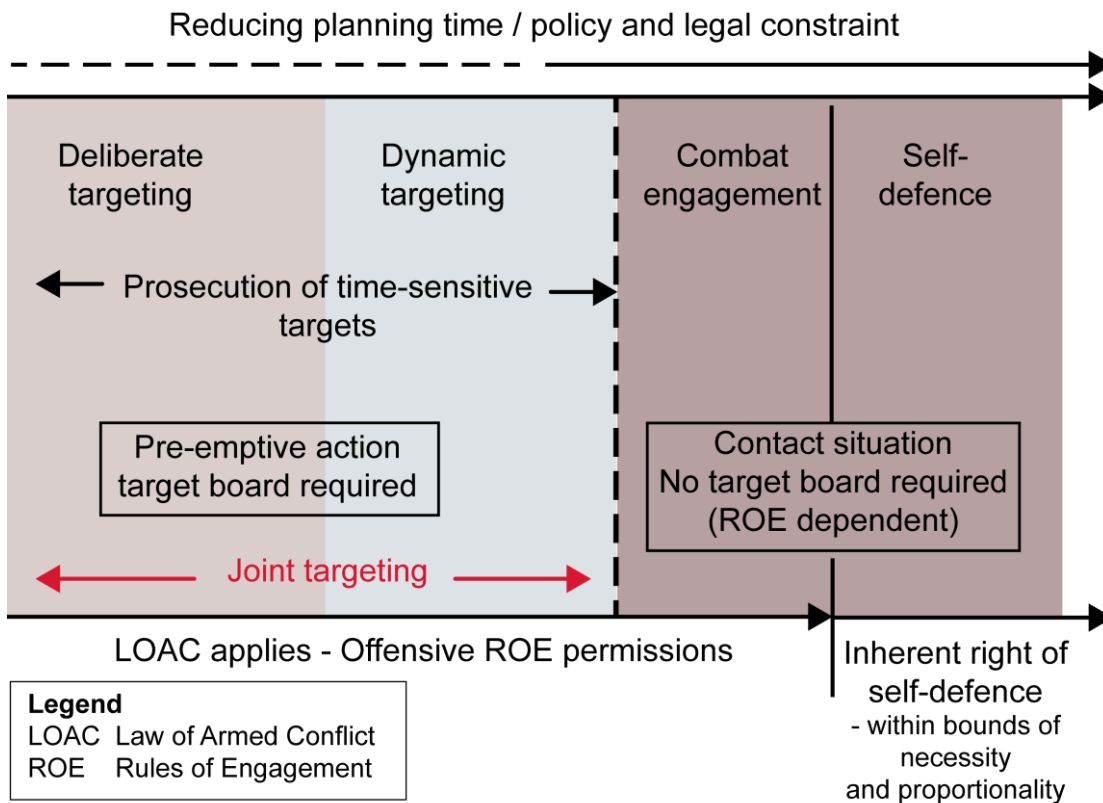 Reducing planning time / policy and legal constraint
Deliberate
targeting
Dynamic
targeting
Combat
engagement
Self-
defence
Prosecution of time-sensitive
targets
Pre-emptive action
target board required
Contact situation
No target board required
(ROE dependent)
Joint targeting
LOAC applies - Offensive ROE permissions
Inherent right of
self-defence
- within bounds of
necessity
and proportionality
Legend
LOAC Law of Armed Conflict
ROE Rules of Engagement